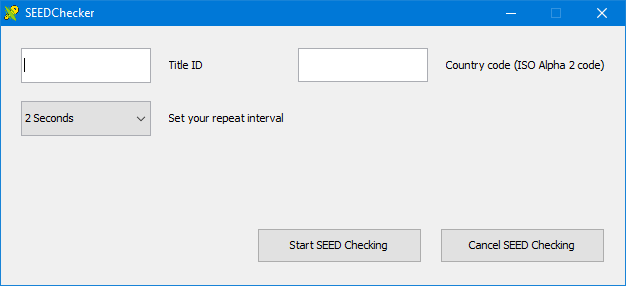 SEEDChecker
Title ID
Country code (ISO Alpha 2 code)
2 Seconds
Set your repeat interval
Start SEED Checking
Cancel SEED Checking